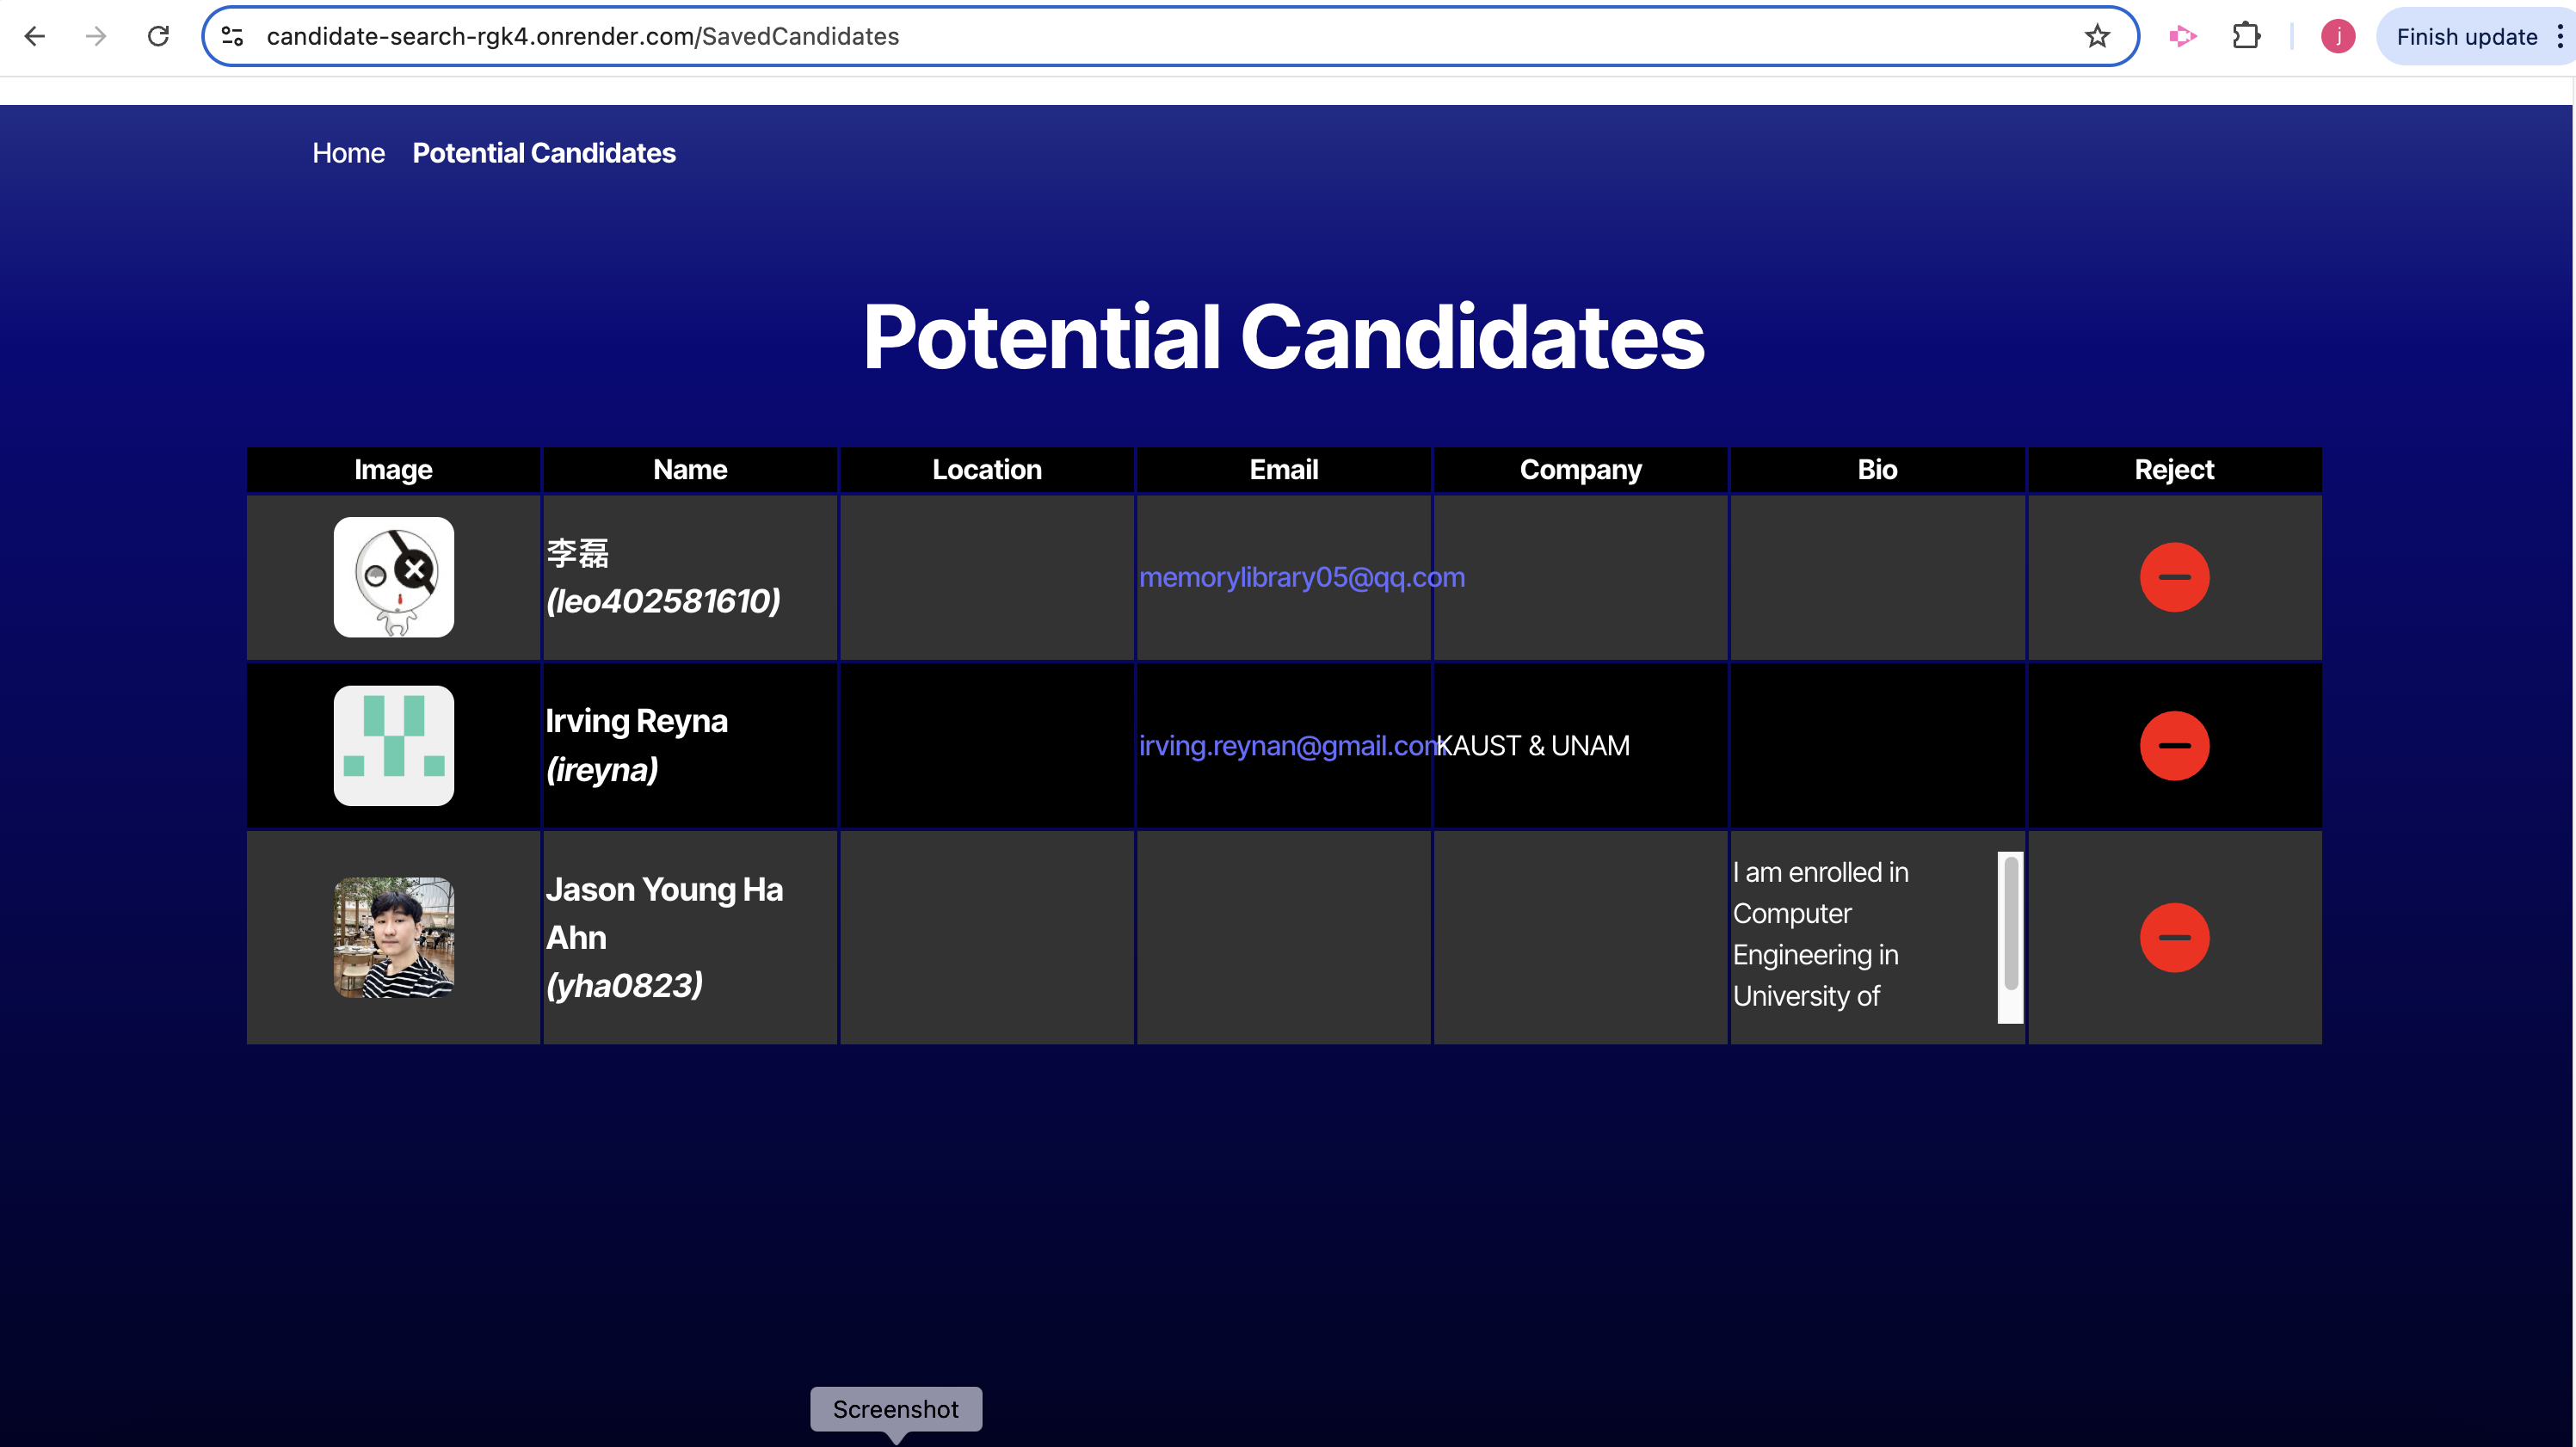 candidate-search-rgk4.onrender.com/SavedCandidates
j
Finish update
Home Potential Candidates
Potential Candidates
Image Name Location Email Company Bio Reject
李磊
(leo402581610)
memorylibrary05@qq.com
Irving Reyna
(ireyna)
irving.reynan@gmail.com
KAUST & UNAM
Jason Young Ha
Ahn
(yha0823)
I am enrolled in
Computer
Engineering in
University of
Screenshot